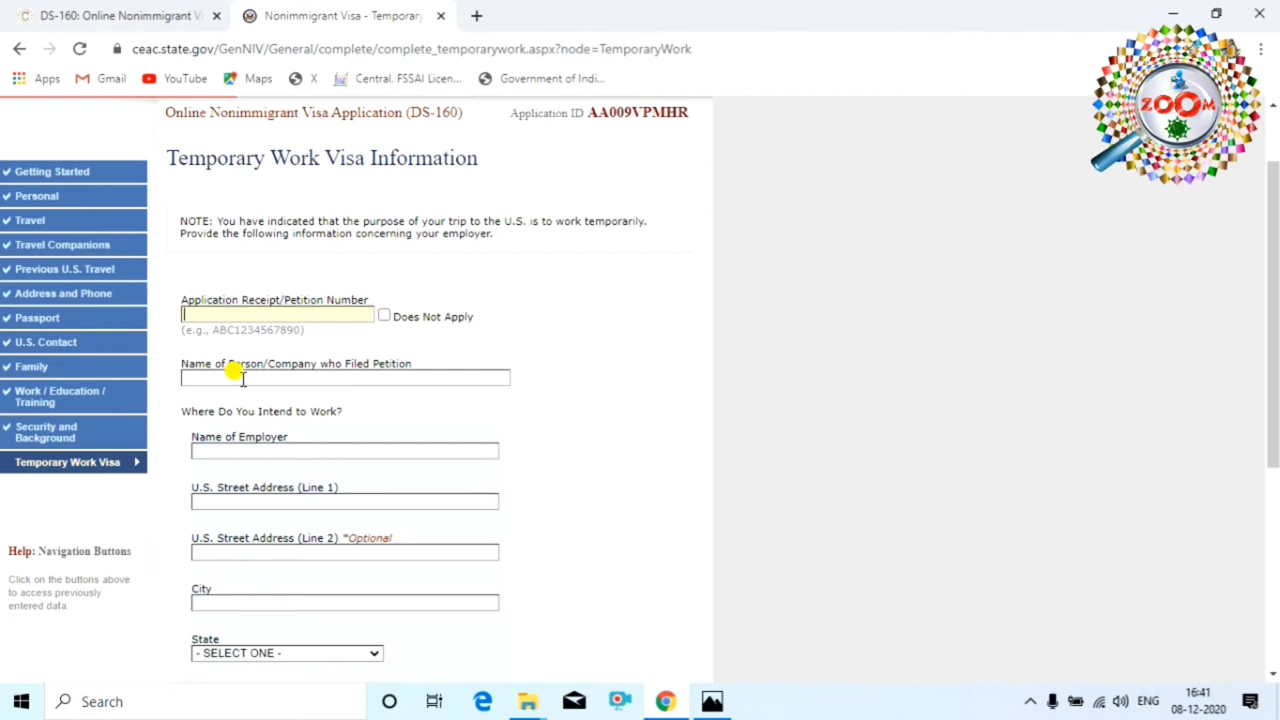 DS-160: Online Nonimmigrant V
Nonimmigrant Visa - Temporary
ceac.state.gov/GenNIV/General/complete/complete_temporarywork.aspx?node=TemporaryWork
Apps Gmail YouTube Maps X Central. FSSAI Licen... Government of Indi...
ZOOM
Online Nonimmigrant Visa Application (DS-160) Application ID AA009VPMHR
Temporary Work Visa Information
Getting Started
Personal
Travel
Travel Companions
Previous U.S. Travel
Address and Phone
Passport
U.S. Contact
Family
Work / Education /
Training
Security and
Background
Temporary Work Visa
Help: Navigation Buttons
Click on the buttons above
to access previously
entered data
NOTE: You have indicated that the purpose of your trip to the U.S. is to work temporarily.
Provide the following information concerning your employer.
Application Receipt/Petition Number
Does Not Apply
(e.g., ABC1234567890)
Name of Person/Company who Filed Petition
Where Do You Intend to Work?
Name of Employer
U.S. Street Address (Line 1)
U.S. Street Address (Line 2) *Optional
City
State
- SELECT ONE -
Search
ENG
16:41
08-12-2020